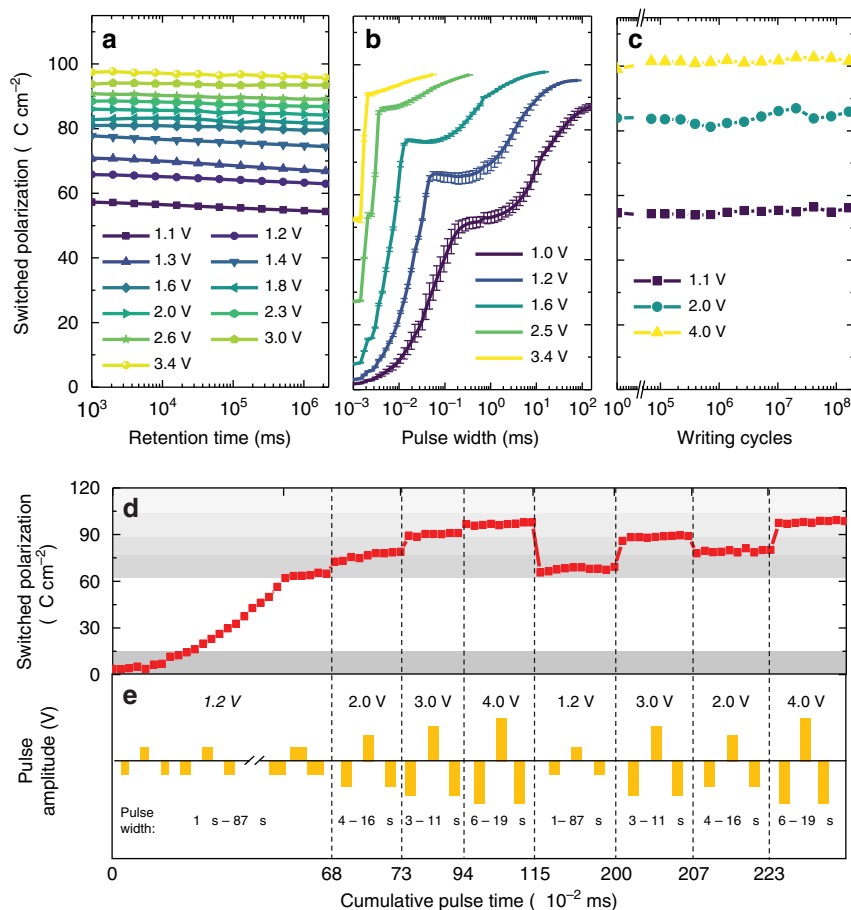 a
b
c
Switched polarization ( C cm−2)
100
80
60
40
20
0
1.1 V
1.2 V
1.3 V
1.4 V
1.6 V
1.8 V
2.0 V
2.3 V
2.6 V
3.0 V
3.4 V
1.0 V
1.2 V
1.6 V
2.5 V
3.4 V
1.1 V
2.0 V
4.0 V
10³ 10⁴ 10⁵ 10⁶
10−3 10−2 10−1 10⁰ 10¹ 10²
10⁰ 10⁵ 10⁶ 10⁷ 10⁸
Retention time (ms)
Pulse width (ms)
Writing cycles
d
Switched polarization
( C cm−2)
120
90
60
30
0
e
1.2 V 2.0 V 3.0 V 4.0 V 1.2 V 3.0 V 2.0 V 4.0 V
Pulse
amplitude (V)
Pulse
width:
1 s – 87 s 4 – 16 s 3 – 11 s 6 – 19 s 1– 87 s 3 – 11 s 4 – 16 s 6 – 19 s
0 68 73 94 115 200 207 223
Cumulative pulse time ( 10−2 ms)